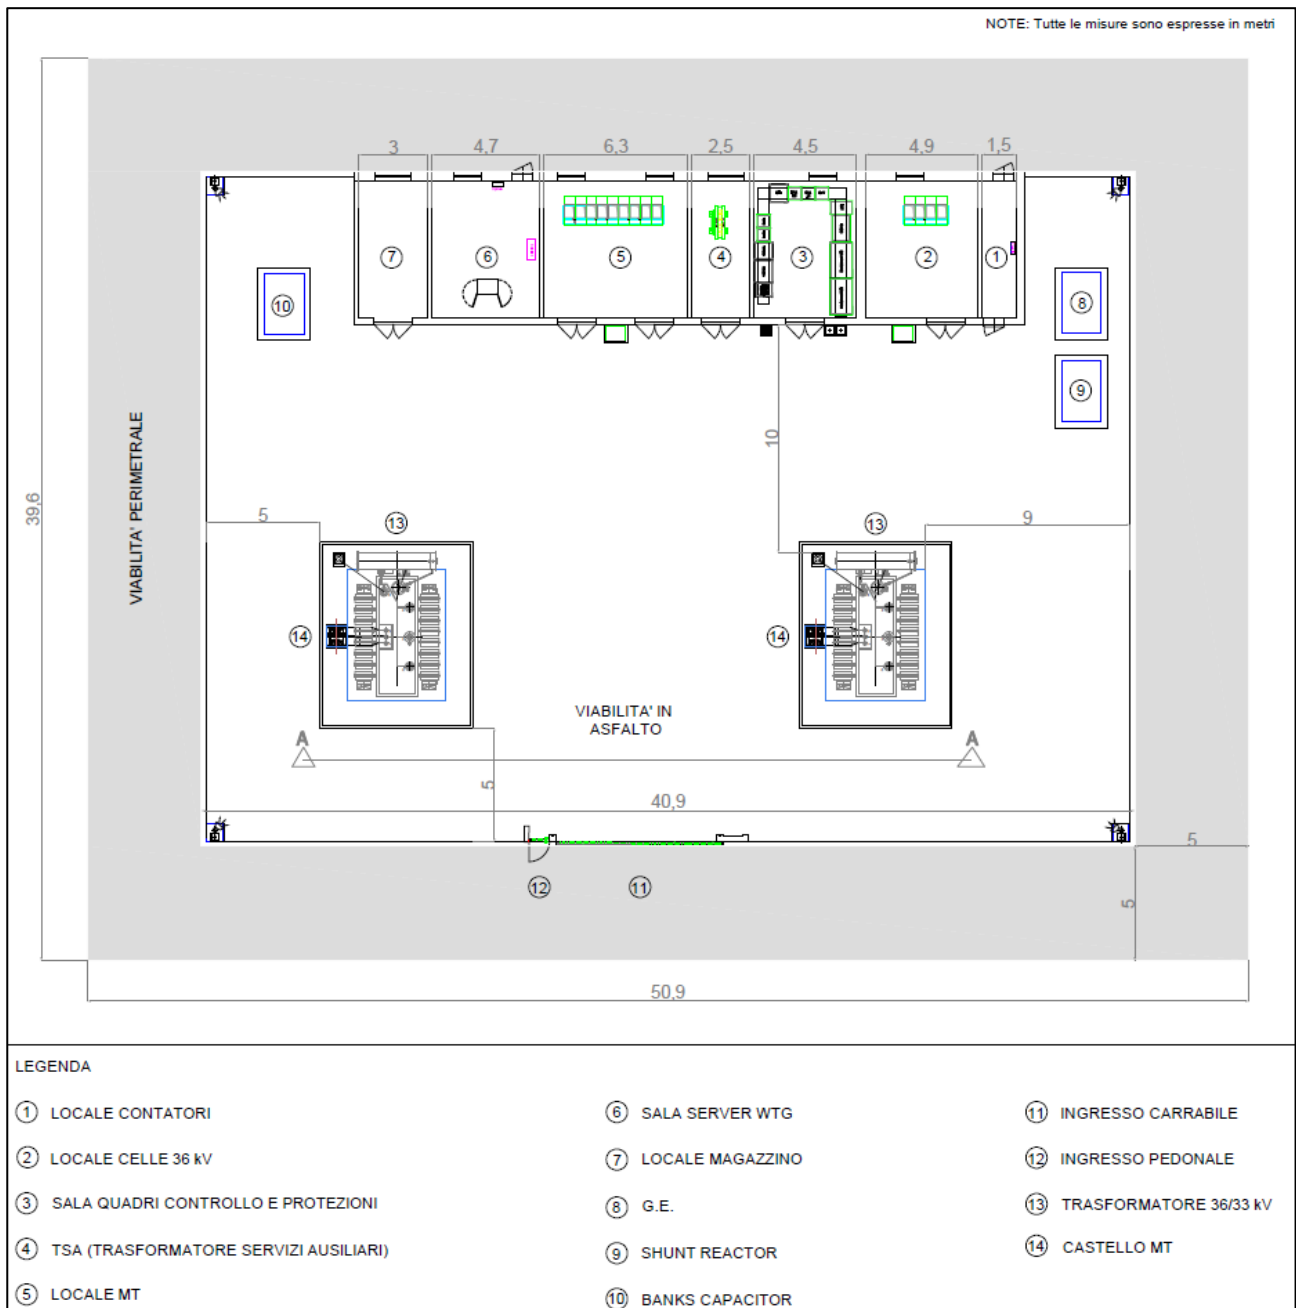 NOTE: Tutte le misure sono espresse in metri
3
4,7
6,3
2,5
4,5
4,9
1,5
7
6
5
4
3
2
1
10
8
9
10
39,6
VIABILITA' PERIMETRALE
5
13
13
9
14
14
VIABILITA' IN
ASFALTO
A
A
5
40,9
5
12
11
5
50,9
LEGENDA
1 LOCALE CONTATORI
2 LOCALE CELLE 36 kV
3 SALA QUADRI CONTROLLO E PROTEZIONI
4 TSA (TRASFORMATORE SERVIZI AUSILIARI)
5 LOCALE MT
6 SALA SERVER WTG
7 LOCALE MAGAZZINO
8 G.E.
9 SHUNT REACTOR
10 BANKS CAPACITOR
11 INGRESSO CARRABILE
12 INGRESSO PEDONALE
13 TRASFORMATORE 36/33 kV
14 CASTELLO MT